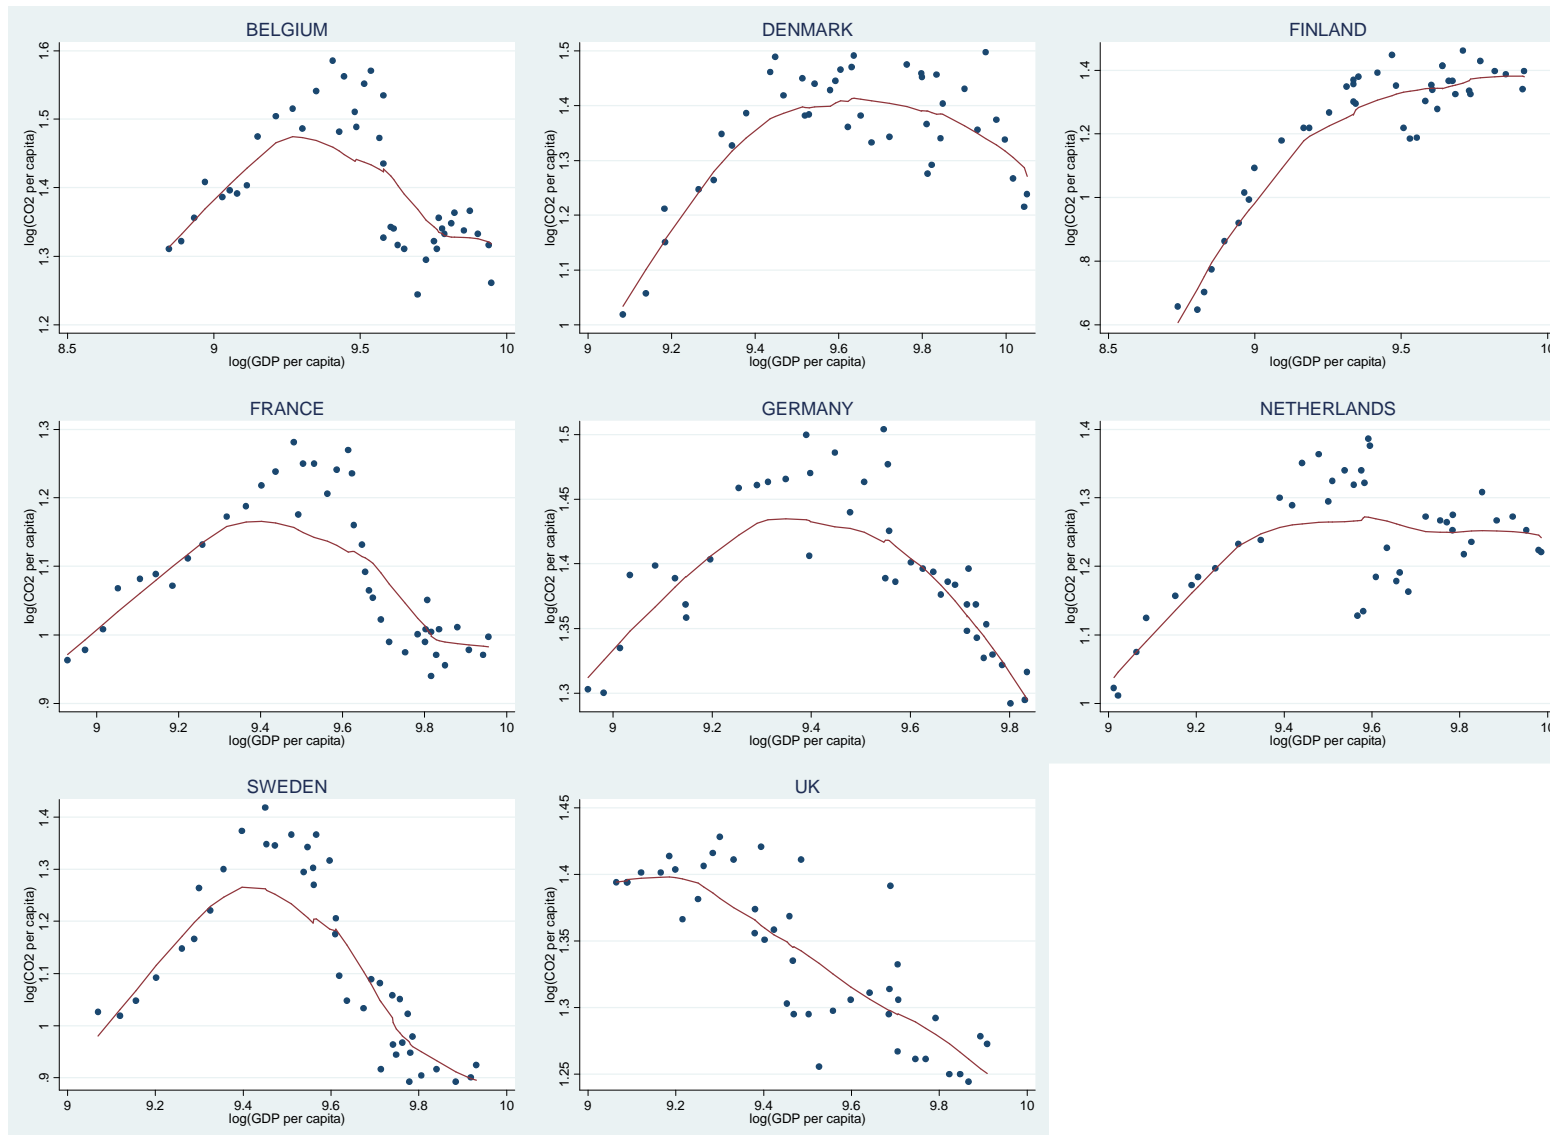 BELGIUM
log(CO2 per capita)
1.6
1.5
1.4
1.3
1.2
8.5 9 9.5 10
log(GDP per capita)
DENMARK
log(CO2 per capita)
1.5
1.4
1.3
1.2
1.1
1
9 9.2 9.4 9.6 9.8 10
log(GDP per capita)
FINLAND
log(CO2 per capita)
1.4
1.2
1
.8
.6
8.5 9 9.5 10
log(GDP per capita)
FRANCE
log(CO2 per capita)
1.3
1.2
1.1
1
.9
9 9.2 9.4 9.6 9.8 10
log(GDP per capita)
GERMANY
log(CO2 per capita)
1.5
1.45
1.4
1.35
1.3
9 9.2 9.4 9.6 9.8
log(GDP per capita)
NETHERLANDS
log(CO2 per capita)
1.4
1.3
1.2
1.1
1
9 9.2 9.4 9.6 9.8 10
log(GDP per capita)
SWEDEN
log(CO2 per capita)
1.4
1.3
1.2
1.1
1
.9
9 9.2 9.4 9.6 9.8 10
log(GDP per capita)
UK
log(CO2 per capita)
1.45
1.4
1.35
1.3
1.25
9 9.2 9.4 9.6 9.8 10
log(GDP per capita)